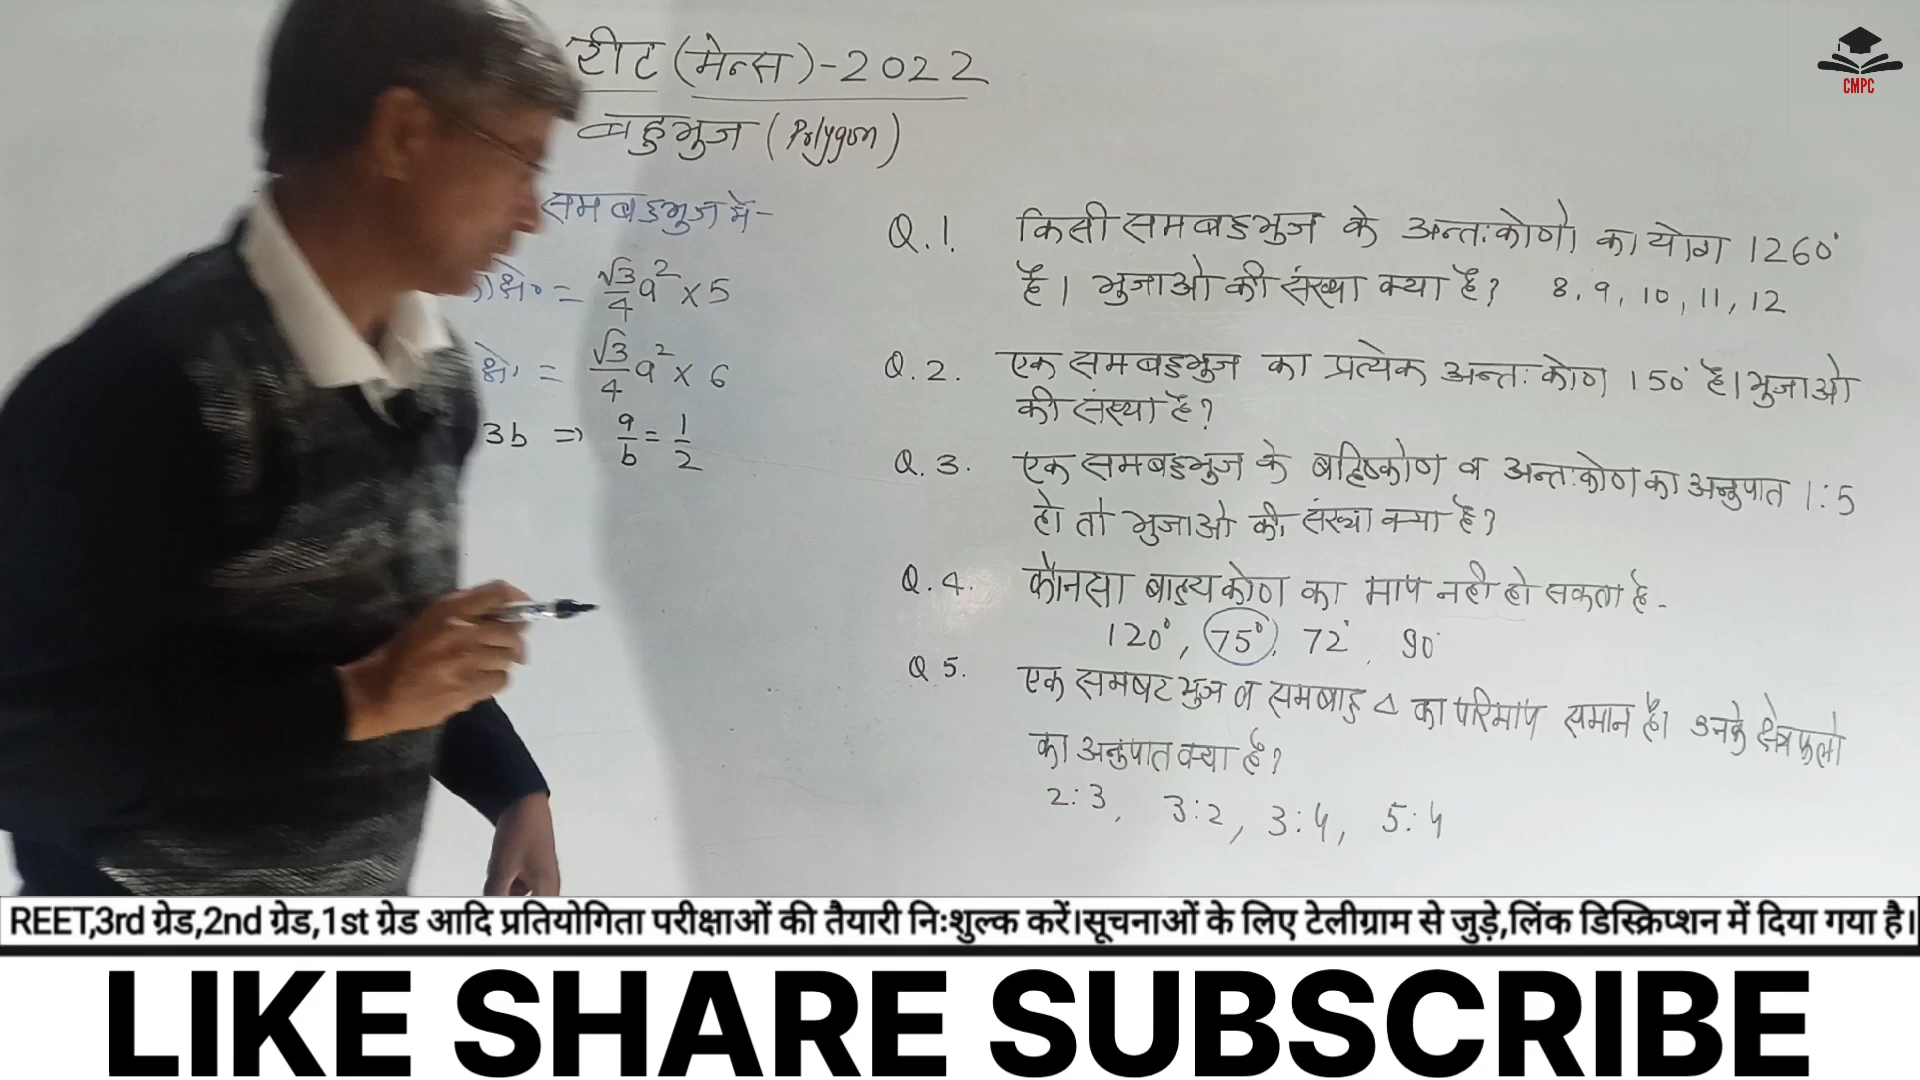 रीट (मेन्स)-2022
बहुभुज (Polygon)
CMPC
समबहुभुज में-
क्षे० = √3/4 a² × 5
क्षे० = √3/4 a² × 6
3b ⇒ a/b = 1/2
Q.1. किसी समबहुभुज के अन्तःकोणो का योग 1260°
है। भुजाओ की संख्या क्या है? 8, 9, 10, 11, 12
Q.2. एक समबहुभुज का प्रत्येक अन्तःकोण 150° है। भुजाओ
की संख्या है?
Q.3. एक समबहुभुज के बहिष्कोण व अन्तःकोण का अनुपात 1:5
हो तो भुजाओ की संख्या क्या है?
Q.4. कौनसा बाह्य कोण का माप नही हो सकता है-
120°, 75°, 72°, 90°
Q5. एक समषटभुज व समबाहु Δ का परिमाप समान है। उनके क्षेत्रफलो
का अनुपात क्या है?
2:3, 3:2, 3:4, 5:4
REET,3rd ग्रेड,2nd ग्रेड,1st ग्रेड आदि प्रतियोगिता परीक्षाओं की तैयारी निःशुल्क करें।सूचनाओं के लिए टेलीग्राम से जुड़े,लिंक डिस्क्रिप्शन में दिया गया है।
LIKE SHARE SUBSCRIBE